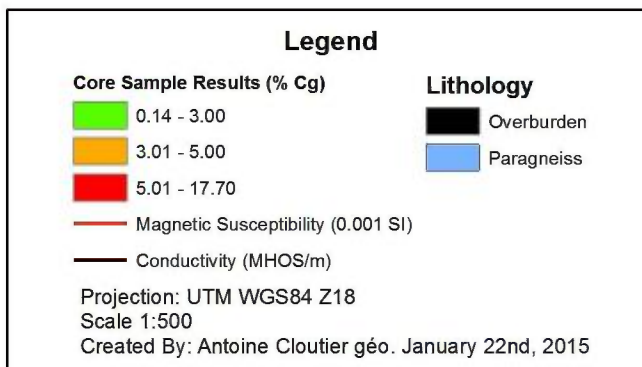 Legend
Core Sample Results (% Cg)
0.14 - 3.00
3.01 - 5.00
5.01 - 17.70
Magnetic Susceptibility (0.001 SI)
Conductivity (MHOS/m)
Lithology
Overburden
Paragneiss
Projection: UTM WGS84 Z18
Scale 1:500
Created By: Antoine Cloutier géo. January 22nd, 2015